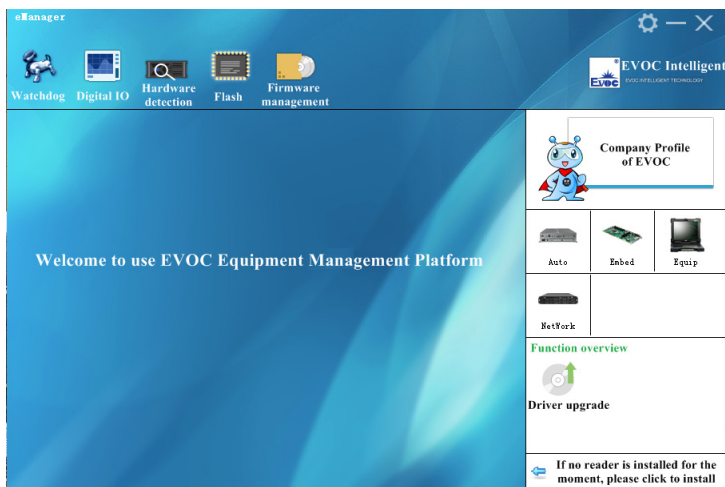 eManager
EVOC Intelligent
Evoc
EVOC INTELLIGENT TECHNOLOGY
Watchdog
Digital IO
Hardware
detection
Flash
Firmware
management
Company Profile
of EVOC
Welcome to use EVOC Equipment Management Platform
Auto
Embed
Equip
NetWork
Function overview
Driver upgrade
If no reader is installed for the
moment, please click to install